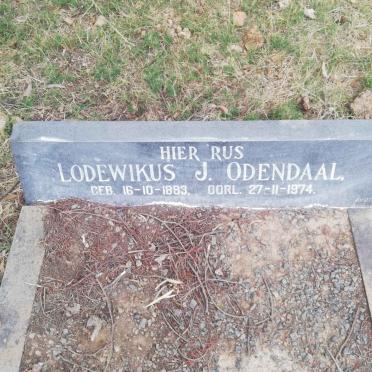 HIER RUS
LODEWIKUS J. ODENDAAL,
GEB. 16-10-1893. OORL. 27-11-1974.